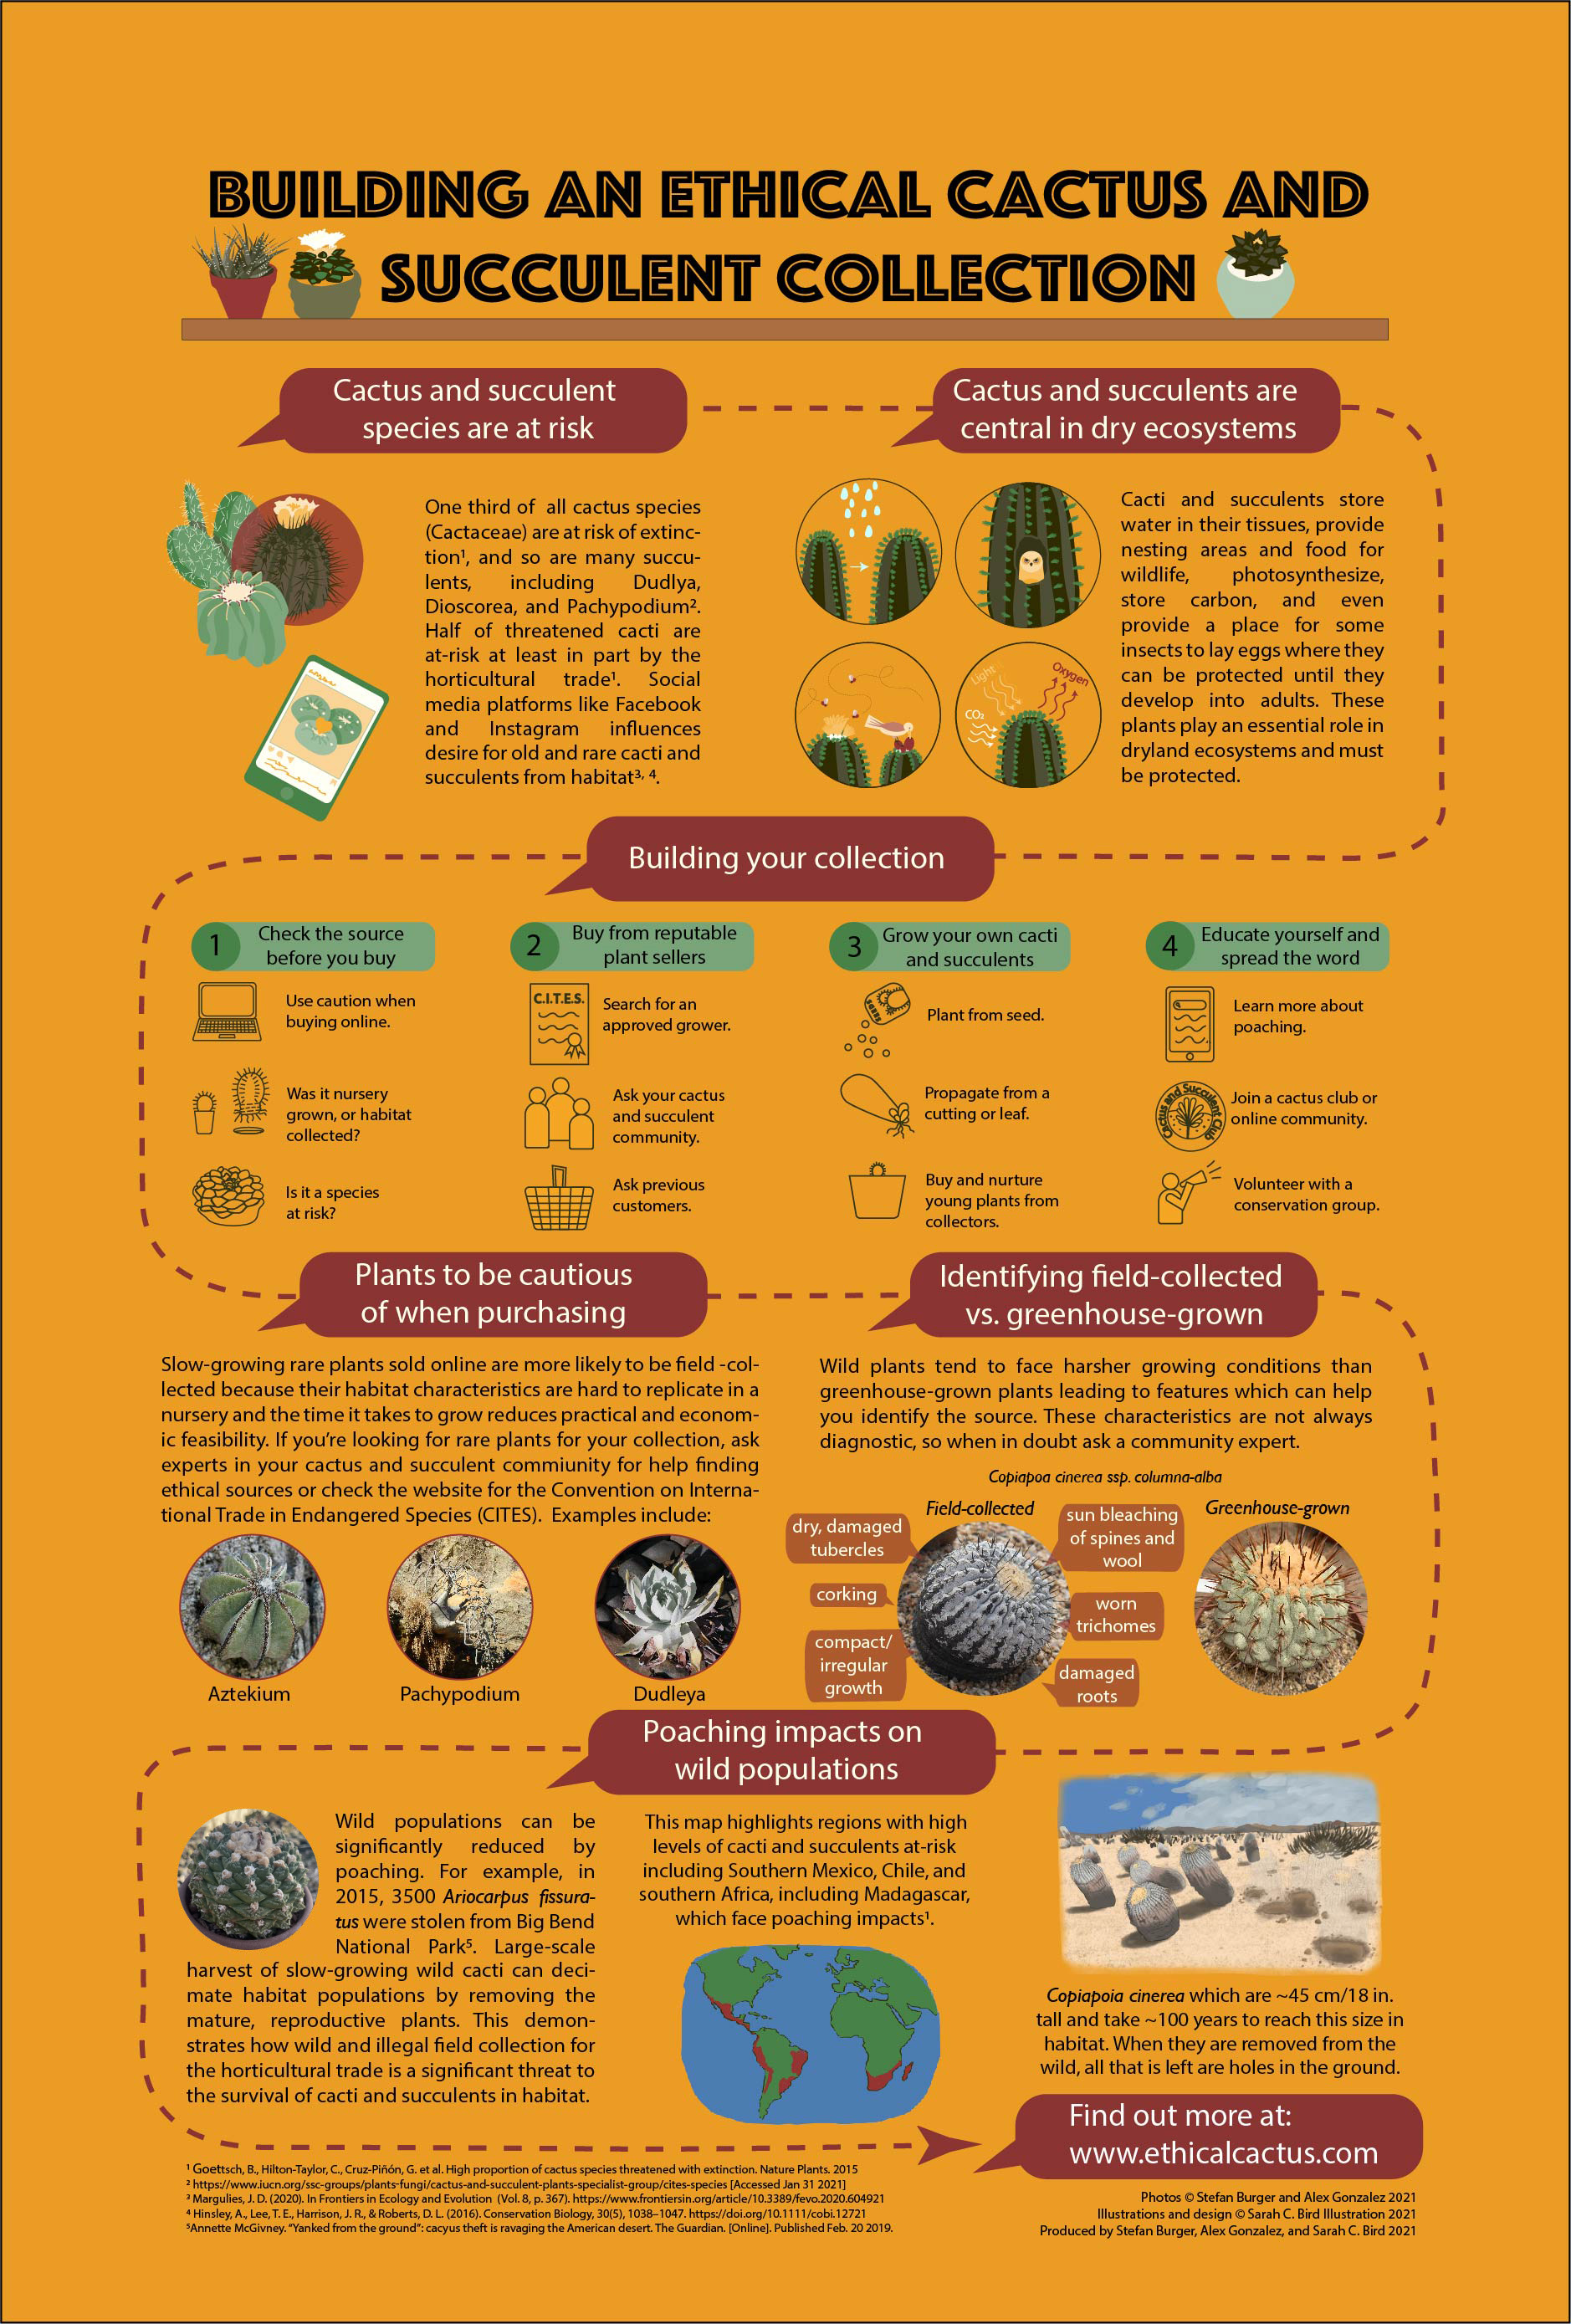 BUILDING AN ETHICAL CACTUS AND
SUCCULENT COLLECTION
Cactus and succulent
species are at risk
One third of all cactus species
(Cactaceae) are at risk of extinc-
tion¹, and so are many succu-
lents, including Dudlya,
Dioscorea, and Pachypodium².
Half of threatened cacti are
at-risk at least in part by the
horticultural trade¹. Social
media platforms like Facebook
and Instagram influences
desire for old and rare cacti and
succulents from habitat³, ⁴.
Cactus and succulents are
central in dry ecosystems
Light
Oxygen
CO₂
Cacti and succulents store
water in their tissues, provide
nesting areas and food for
wildlife, photosynthesize,
store carbon, and even
provide a place for some
insects to lay eggs where they
can be protected until they
develop into adults. These
plants play an essential role in
dryland ecosystems and must
be protected.
Building your collection
1
Check the source
before you buy
Use caution when
buying online.
Was it nursery
grown, or habitat
collected?
Is it a species
at risk?
2
Buy from reputable
plant sellers
C.I.T.E.S.
Search for an
approved grower.
Ask your cactus
and succulent
community.
Ask previous
customers.
3
Grow your own cacti
and succulents
SEEDS
Plant from seed.
Propagate from a
cutting or leaf.
Buy and nurture
young plants from
collectors.
4
Educate yourself and
spread the word
Learn more about
poaching.
Cactus and Succulent Club
Join a cactus club or
online community.
Volunteer with a
conservation group.
Plants to be cautious
of when purchasing
Slow-growing rare plants sold online are more likely to be field -col-
lected because their habitat characteristics are hard to replicate in a
nursery and the time it takes to grow reduces practical and econom-
ic feasibility. If you're looking for rare plants for your collection, ask
experts in your cactus and succulent commiunity for help finding
ethical sources or check the website for the Convention on Interna-
tional Trade in Endangered Species (CITES). Examples include:
Aztekium
Pachypodium
Dudleya
Identifying field-collected
vs. greenhouse-grown
Wild plants tend to face harsher growing conditions than
greenhouse-grown plants leading to features which can help
you identify the source. These characteristics are not always
diagnostic, so when in doubt ask a community expert.
Copiapoa cinerea ssp. columna-alba
Field-collected
Greenhouse-grown
dry, damaged
tubercles
corking
compact/
irregular
growth
sun bleaching
of spines and
wool
worn
trichomes
damaged
roots
Poaching impacts on
wild populations
Wild populations can be
significantly reduced by
poaching. For example, in
2015, 3500 Ariocarpus fissura-
tus were stolen from Big Bend
National Park⁵. Large-scale
harvest of slow-growing wild cacti can deci-
mate habitat populations by removing the
mature, reproductive plants. This demon-
strates how wild and illegal field collection for
the horticultural trade is a significant threat to
the survival of cacti and succulents in habitat.
This map highlights regions with high
levels of cacti and succulents at-risk
including Southern Mexico, Chile, and
southern Africa, including Madagascar,
which face poaching impacts¹.
Copiapoia cinerea which are ~45 cm/18 in.
tall and take ~100 years to reach this size in
habitat. When they are removed from the
wild, all that is left are holes in the ground.
Find out more at:
www.ethicalcactus.com
¹ Goettsch, B., Hilton-Taylor, C., Cruz-Piñón, G. et al. High proportion of cactus species threatened with extinction. Nature Plants. 2015
² https://www.iucn.org/ssc-groups/plants-fungi/cactus-and-succulent-plants-specialist-group/cites-species [Accessed Jan 31 2021]
³ Margulies, J. D. (2020). In Frontiers in Ecology and Evolution (Vol. 8, p. 367). https://www.frontiersin.org/article/10.3389/fevo.2020.604921
⁴ Hinsley, A., Lee, T. E., Harrison, J. R., & Roberts, D. L. (2016). Conservation Biology, 30(5), 1038–1047. https://doi.org/10.1111/cobi.12721
⁵Annette McGivney. "Yanked from the ground": cacyus theft is ravaging the American desert. The Guardian. [Online]. Published Feb. 20 2019.
Photos © Stefan Burger and Alex Gonzalez 2021
Illustrations and design © Sarah C. Bird Illustration 2021
Produced by Stefan Burger, Alex Gonzalez, and Sarah C. Bird 2021